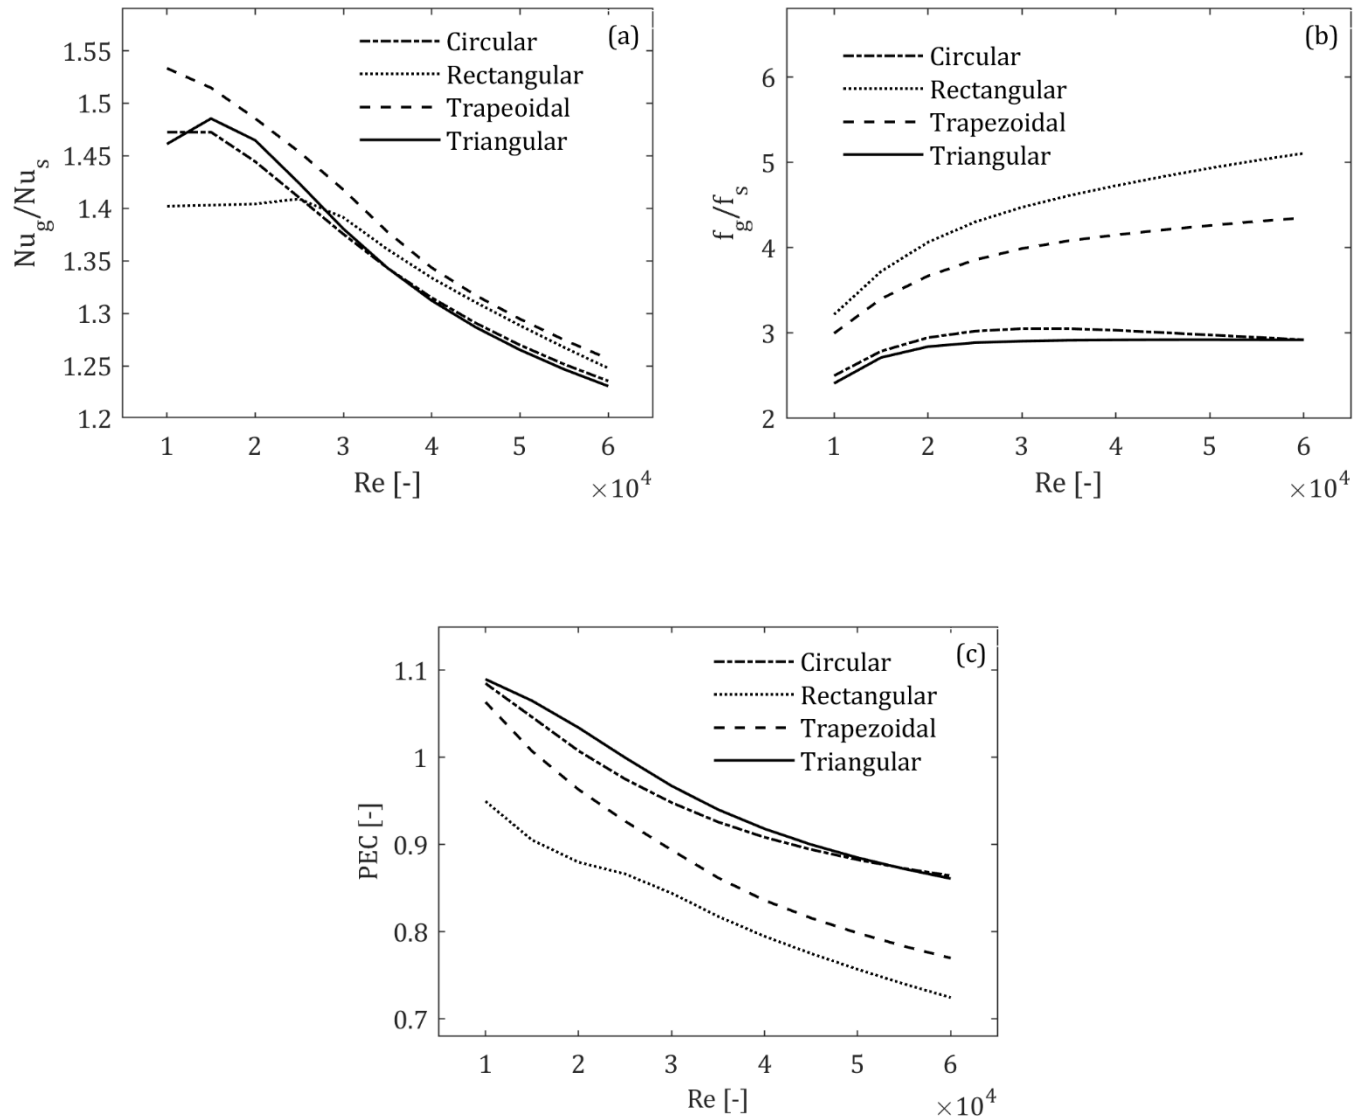 (a)
Circular
Rectangular
Trapeoidal
Triangular
1.55
1.5
1.45
1.4
1.35
1.3
1.25
1.2
Nu_g/Nu_s
1 2 3 4 5 6
Re [-]
×10^4
(b)
Circular
Rectangular
Trapezoidal
Triangular
6
5
4
3
2
f_g/f_s
1 2 3 4 5 6
Re [-]
×10^4
(c)
Circular
Rectangular
Trapezoidal
Triangular
1.1
1
0.9
0.8
0.7
PEC [-]
1 2 3 4 5 6
Re [-]
×10^4